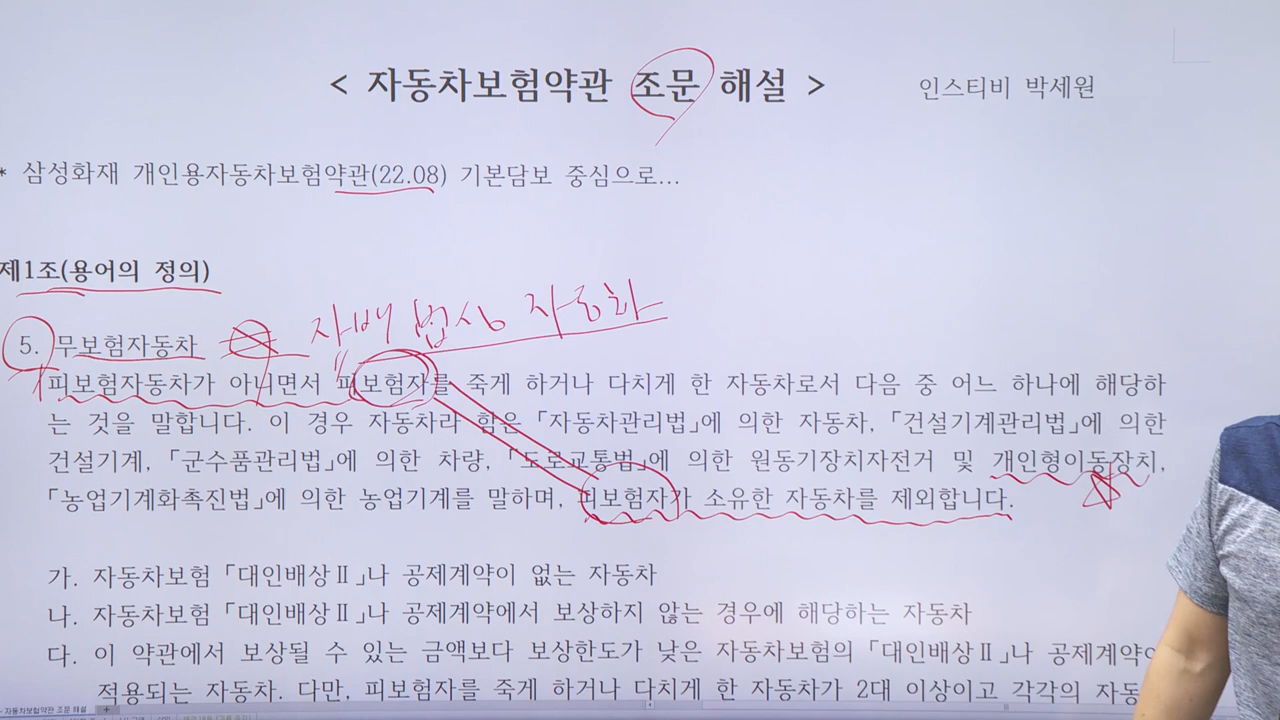 < 자동차보험약관 조문 해설 >
인스티비 박세원
* 삼성화재 개인용자동차보험약관(22.08) 기본담보 중심으로...
제1조(용어의 정의)
자배법상 자동차
5. 무보험자동차
피보험자동차가 아니면서 피보험자를 죽게 하거나 다치게 한 자동차로서 다음 중 어느 하나에 해당하
는 것을 말합니다. 이 경우 자동차라 함은 「자동차관리법」에 의한 자동차, 「건설기계관리법」에 의한
건설기계, 「군수품관리법」에 의한 차량, 「도로교통법」에 의한 원동기장치자전거 및 개인형이동장치,
「농업기계화촉진법」에 의한 농업기계를 말하며, 피보험자가 소유한 자동차를 제외합니다.
가. 자동차보험 「대인배상Ⅱ」나 공제계약이 없는 자동차
나. 자동차보험 「대인배상Ⅱ」나 공제계약에서 보상하지 않는 경우에 해당하는 자동차
다. 이 약관에서 보상될 수 있는 금액보다 보상한도가 낮은 자동차보험의 「대인배상Ⅱ」나 공제계약이
적용되는 자동차. 다만, 피보험자를 죽게 하거나 다치게 한 자동차가 2대 이상이고 각각의 자동
자동차보험약관 조문 해설